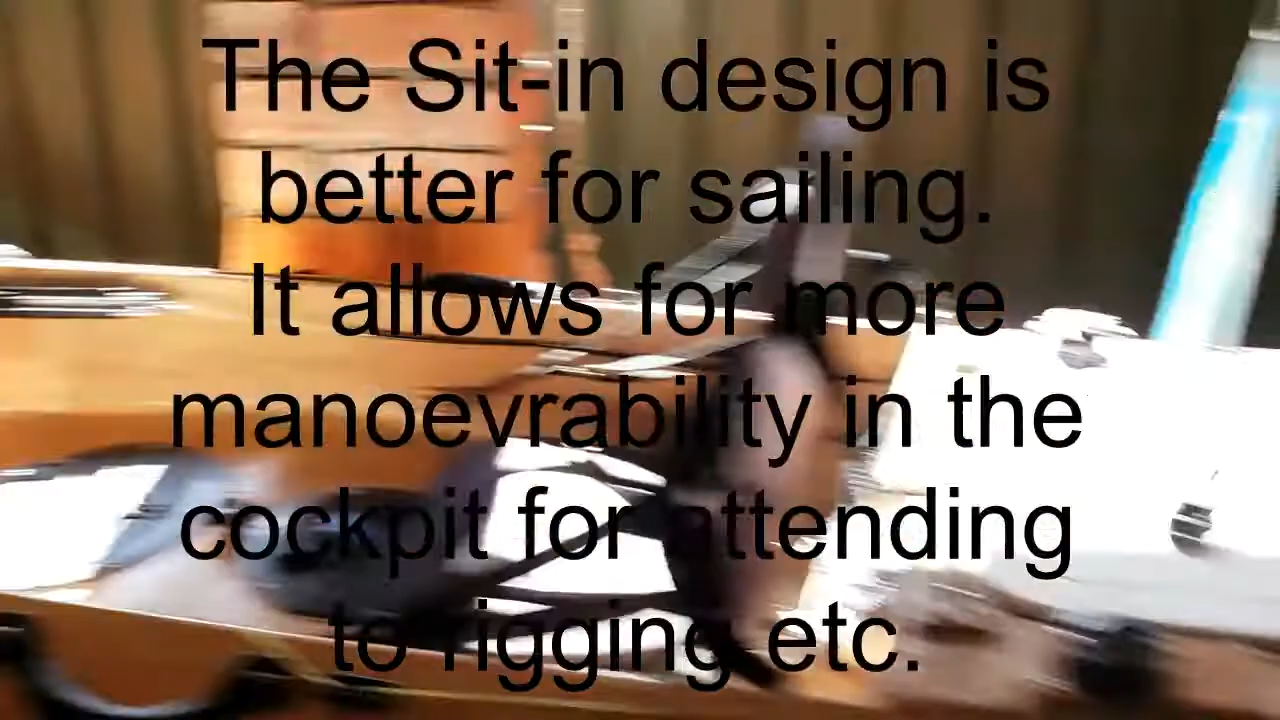 The Sit-in design is
better for sailing.
It allows for more
manoevrability in the
cockpit for attending
to rigging etc.